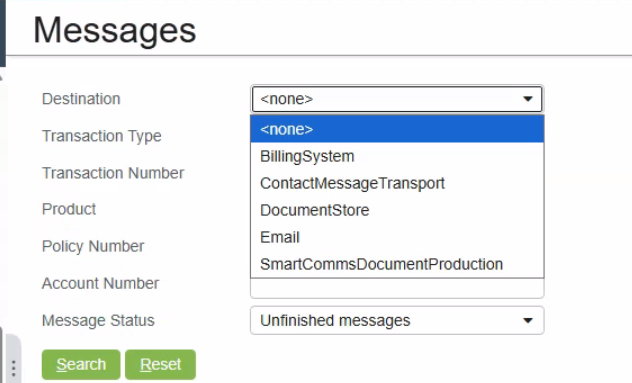 Messages
Destination
<none>
<none>
Transaction Type
BillingSystem
Transaction Number
ContactMessageTransport
Product
DocumentStore
Policy Number
Email
SmartCommsDocumentProduction
Account Number
Message Status
Unfinished messages
Search
Reset